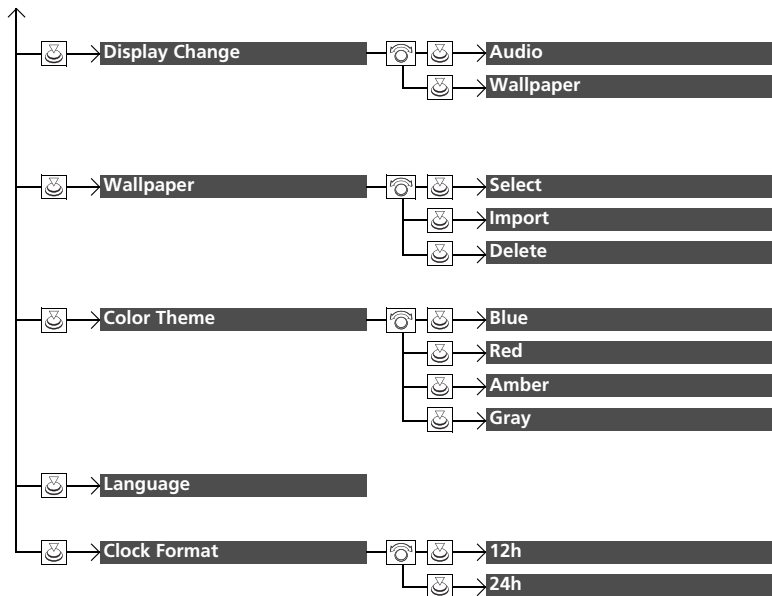 Display Change
Audio
Wallpaper
Wallpaper
Select
Import
Delete
Color Theme
Blue
Red
Amber
Gray
Language
Clock Format
12h
24h